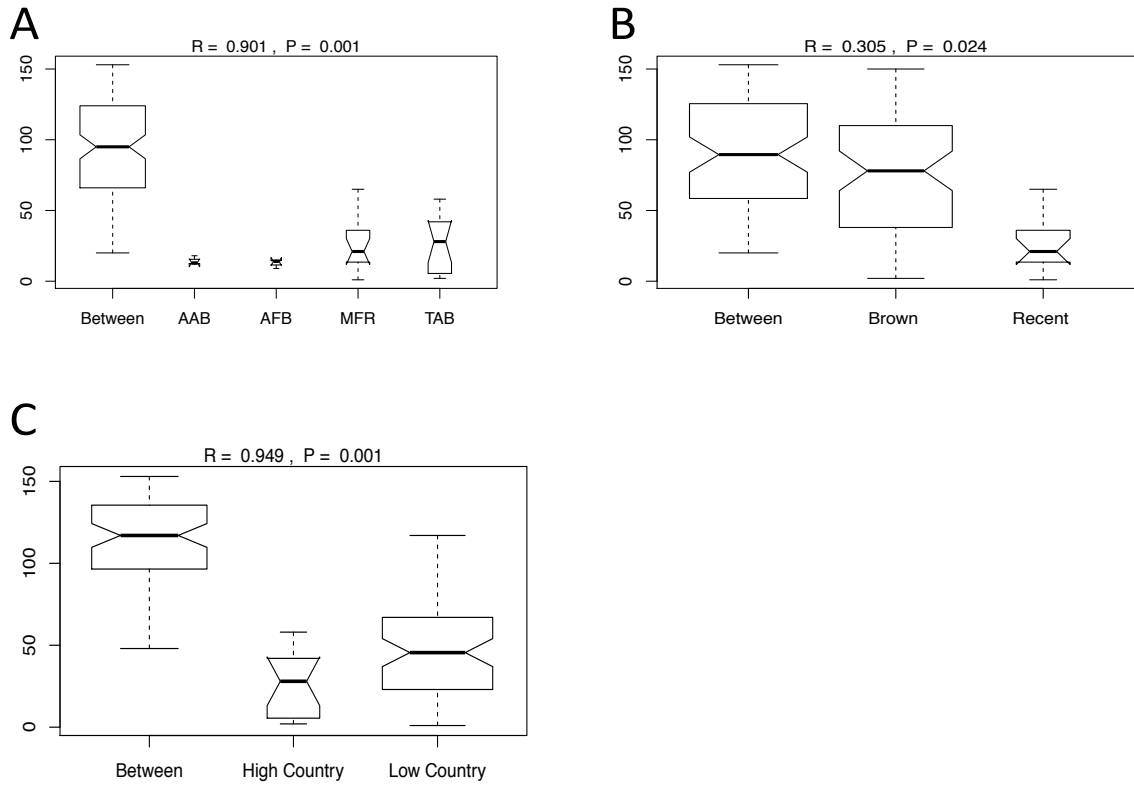 A
R = 0.901 , P = 0.001
150
100
50
0
Between AAB AFB MFR TAB
B
R = 0.305 , P = 0.024
150
100
50
0
Between Brown Recent
C
R = 0.949 , P = 0.001
150
100
50
0
Between High Country Low Country